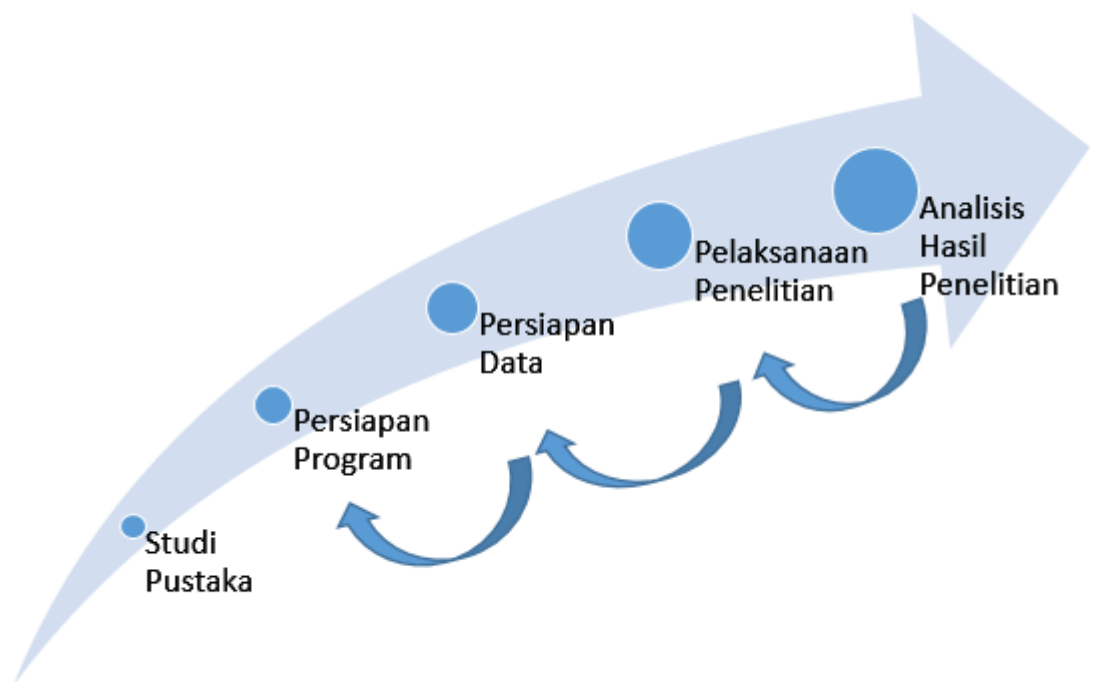 Studi
Pustaka
Persiapan
Program
Persiapan
Data
Pelaksanaan
Penelitian
Analisis
Hasil
Penelitian